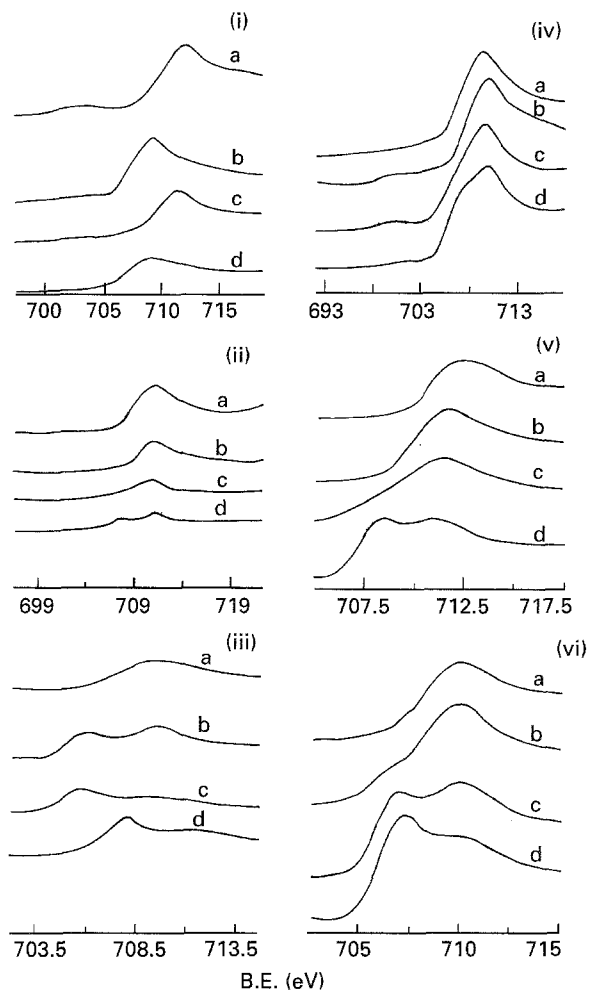 (i)
a
b
c
d
700 705 710 715
(ii)
a
b
c
d
699 709 719
(iii)
a
b
c
d
703.5 708.5 713.5
(iv)
a
b
c
d
693 703 713
(v)
a
b
c
d
707.5 712.5 717.5
(vi)
a
b
c
d
705 710 715
B.E. (eV)